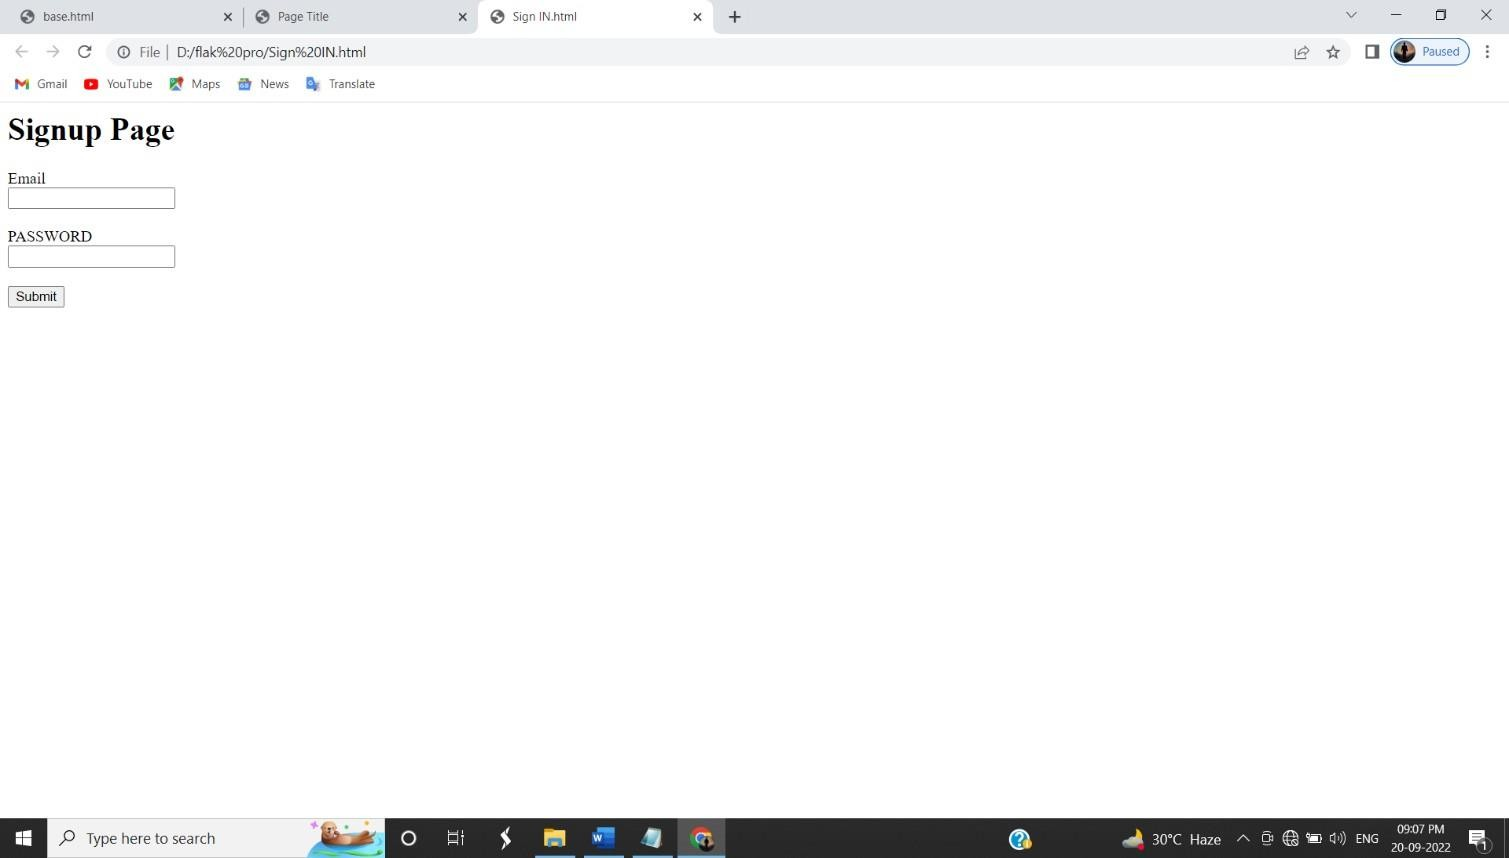 base.html
Page Title
Sign IN.html
File
D:/flak%20pro/Sign%20IN.html
Paused
Gmail
YouTube
Maps
News
Translate
Signup Page
Email
PASSWORD
Submit
Type here to search
30°C Haze
ENG
09:07 PM
20-09-2022
1